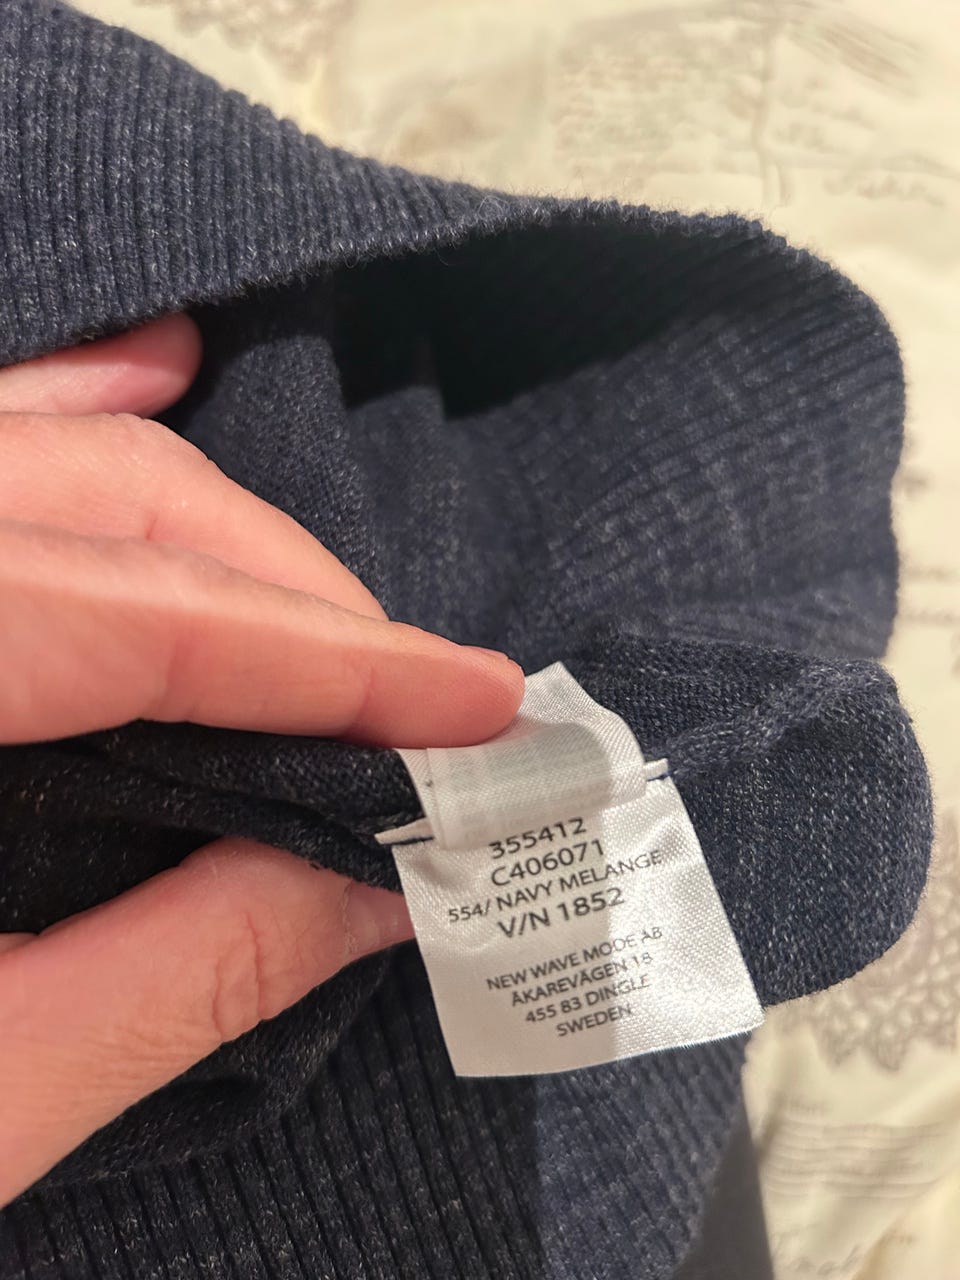 355412
C406071
554/ NAVY MELANGE
V/N 1852
NEW WAVE MODE AB
ÅKAREVÄGEN 18
455 83 DINGLE
SWEDEN